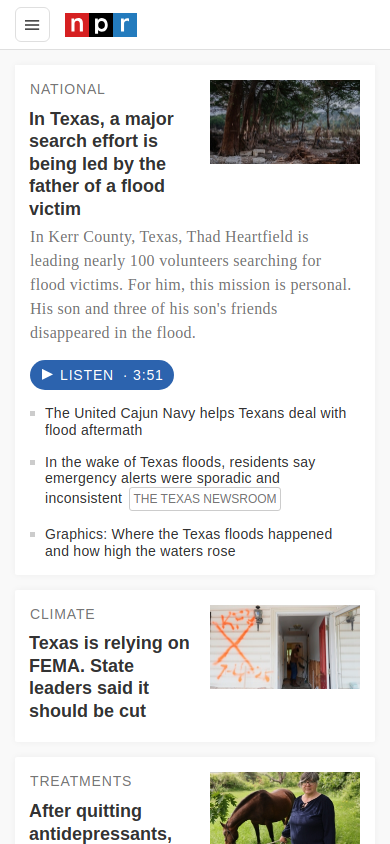 npr
NATIONAL
In Texas, a major
search effort is
being led by the
father of a flood
victim
In Kerr County, Texas, Thad Heartfield is
leading nearly 100 volunteers searching for
flood victims. For him, this mission is personal.
His son and three of his son's friends
disappeared in the flood.
LISTEN · 3:51
The United Cajun Navy helps Texans deal with
flood aftermath
In the wake of Texas floods, residents say
emergency alerts were sporadic and
inconsistent THE TEXAS NEWSROOM
Graphics: Where the Texas floods happened
and how high the waters rose
CLIMATE
Texas is relying on
FEMA. State
leaders said it
should be cut
TREATMENTS
After quitting
antidepressants,